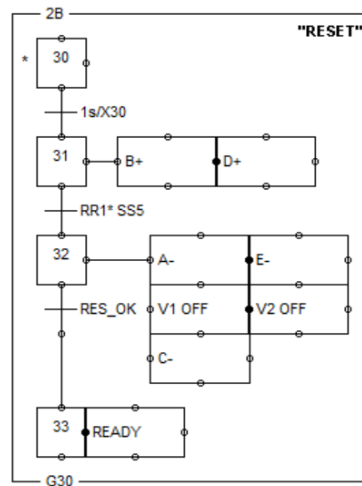 2B
"RESET"
* 30
1s/X30
31 B+ D+
RR1* SS5
32 A- E-
RES_OK V1 OFF V2 OFF
C-
33 READY
G30